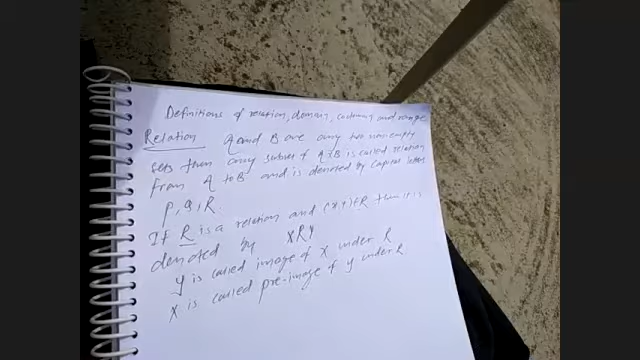 Definitions of relation, domain, codomain and range
Relation A and B are any two nonempty
sets then any subset of A×B is called relation
from A to B and is denoted by capital letters
P, Q, R.
If R is a relation and (x,y)∈R then it is
denoted by xRy
y is called image of x under R
x is called pre-image of y under R